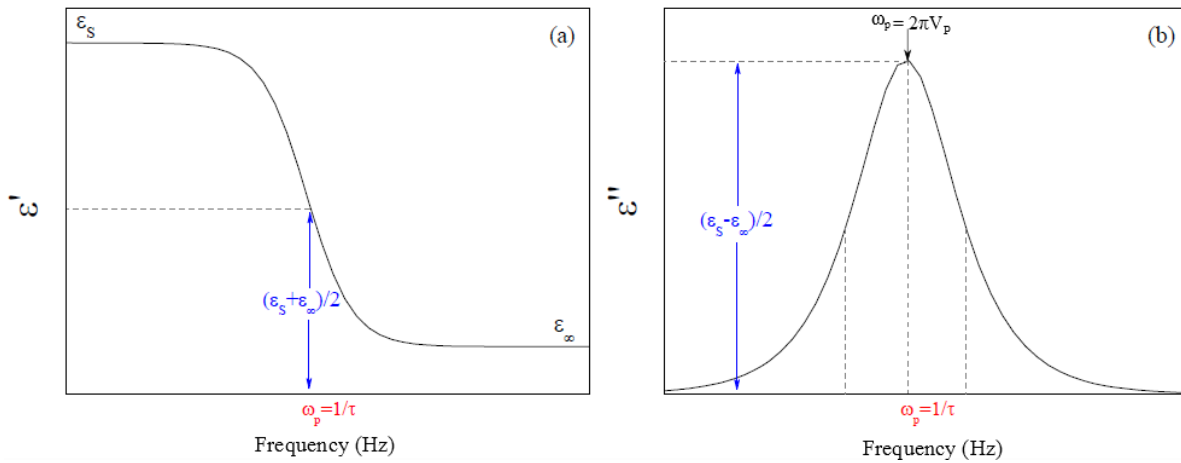 εS
(a)
ε'
(εS+ε∞)/2
ε∞
ωp=1/τ
Frequency (Hz)
ωp=2πVp
(b)
ε''
(εS-ε∞)/2
ωp=1/τ
Frequency (Hz)